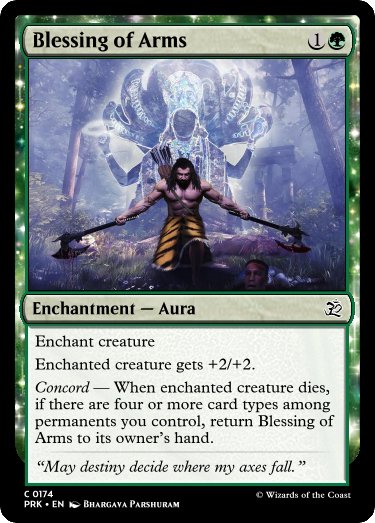 Blessing of Arms 1
Enchantment — Aura
Enchant creature
Enchanted creature gets +2/+2.
Concord — When enchanted creature dies,
if there are four or more card types among
permanents you control, return Blessing of
Arms to its owner's hand.
“May destiny decide where my axes fall.”
C 0174
PRK • EN Bhargava Parshuram
© Wizards of the Coast